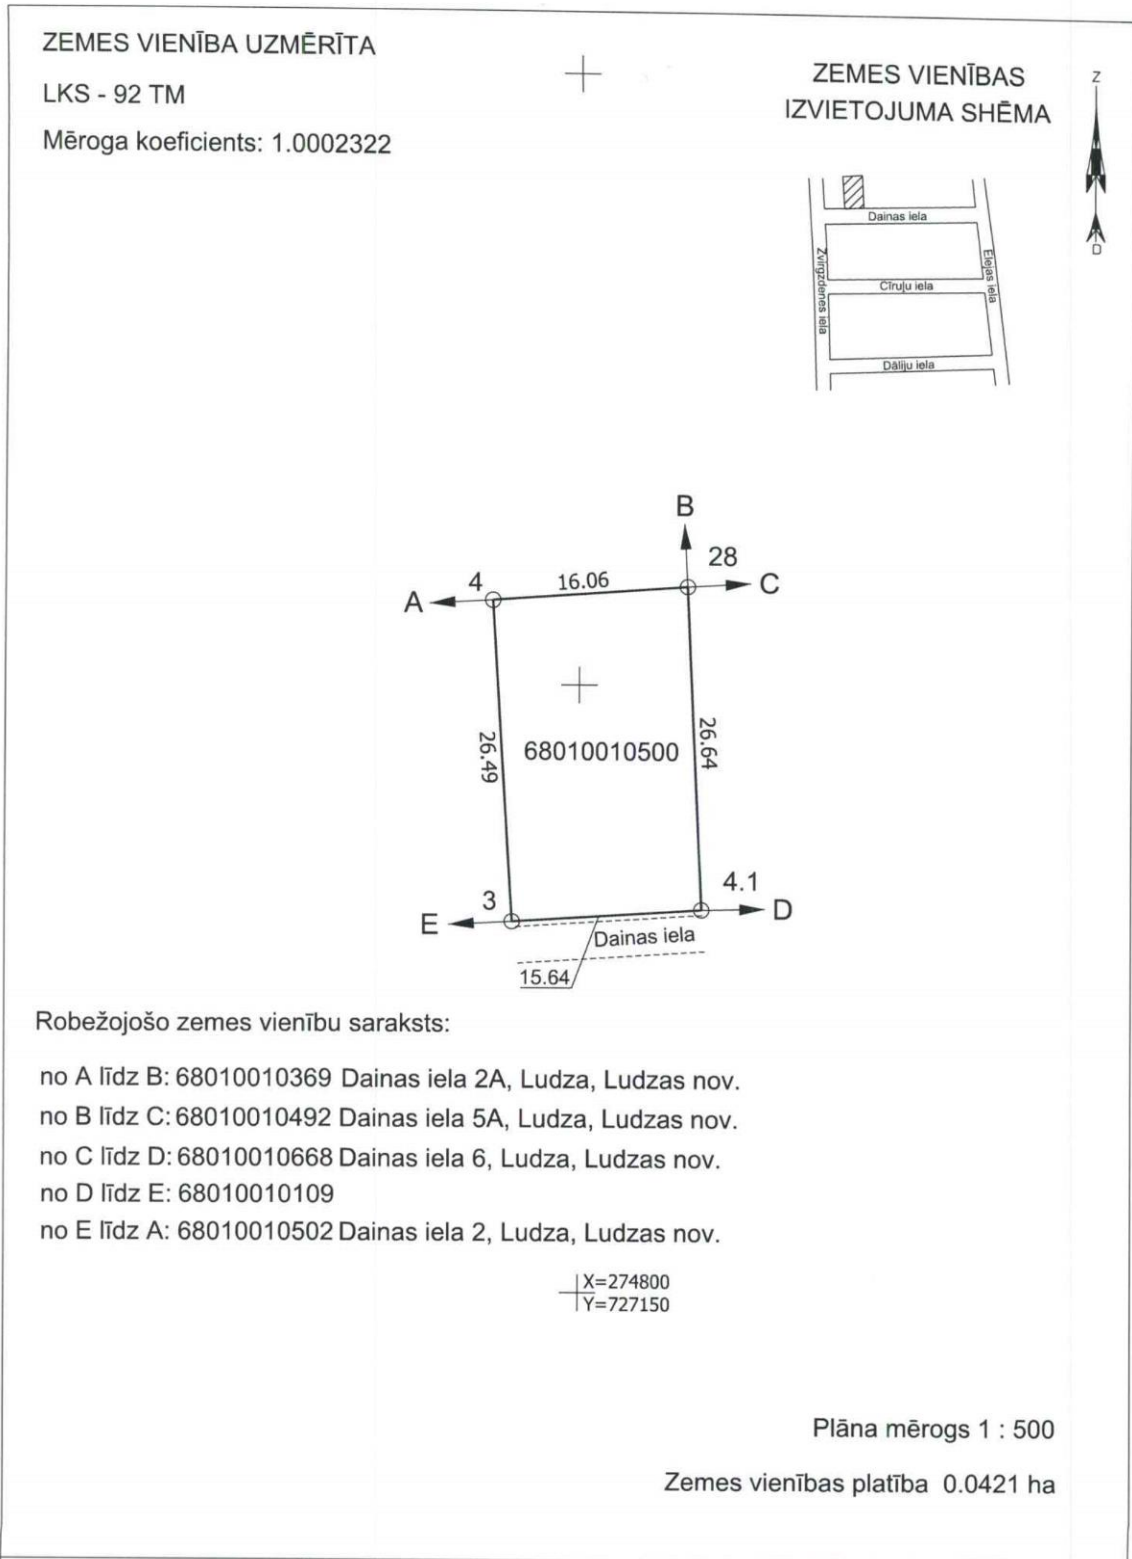 ZEMES VIENĪBA UZMĒRĪTA
LKS - 92 TM
Mēroga koeficients: 1.0002322
ZEMES VIENĪBAS
IZVIETOJUMA SHĒMA
Z
D
Dainas iela
Zvirgzdenes iela
Elejas iela
Cīruļu iela
Dāliju iela
B
28
4
16.06
C
A
26.49
68010010500
26.64
4.1
3
D
E
Dainas iela
15.64
Robežojošo zemes vienību saraksts:
no A līdz B: 68010010369 Dainas iela 2A, Ludza, Ludzas nov.
no B līdz C: 68010010492 Dainas iela 5A, Ludza, Ludzas nov.
no C līdz D: 68010010668 Dainas iela 6, Ludza, Ludzas nov.
no D līdz E: 68010010109
no E līdz A: 68010010502 Dainas iela 2, Ludza, Ludzas nov.
X=274800
Y=727150
Plāna mērogs 1 : 500
Zemes vienības platība 0.0421 ha